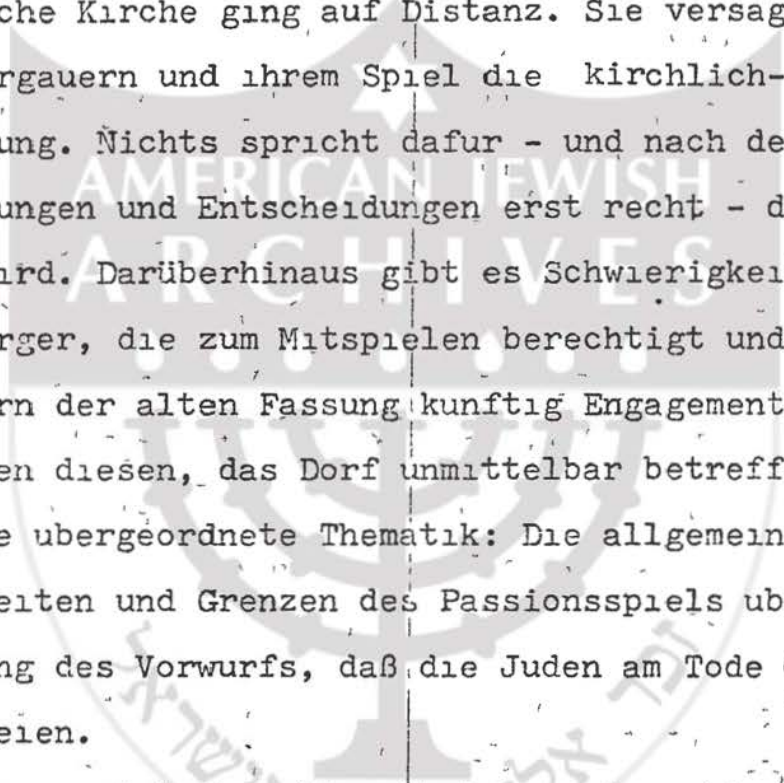 che Kirche ging auf Distanz. Sie versag
rgauern und ihrem Spiel die kirchlich-
ung. Nichts spricht dafur - und nach de
AMERICAN JEWISH
ungen und Entscheidungen erst recht - d
ird. Darüberhinaus gibt es Schwierigkei
ARCHIVES
rger, die zum Mitspielen berechtigt und
rn der alten Fassung kunftig Engagement
en diesen, das Dorf unmittelbar betreff
e ubergeordnete Thematik: Die allgemein
eiten und Grenzen des Passionsspiels ub
ng des Vorwurfs, daß die Juden am Tode
eien.